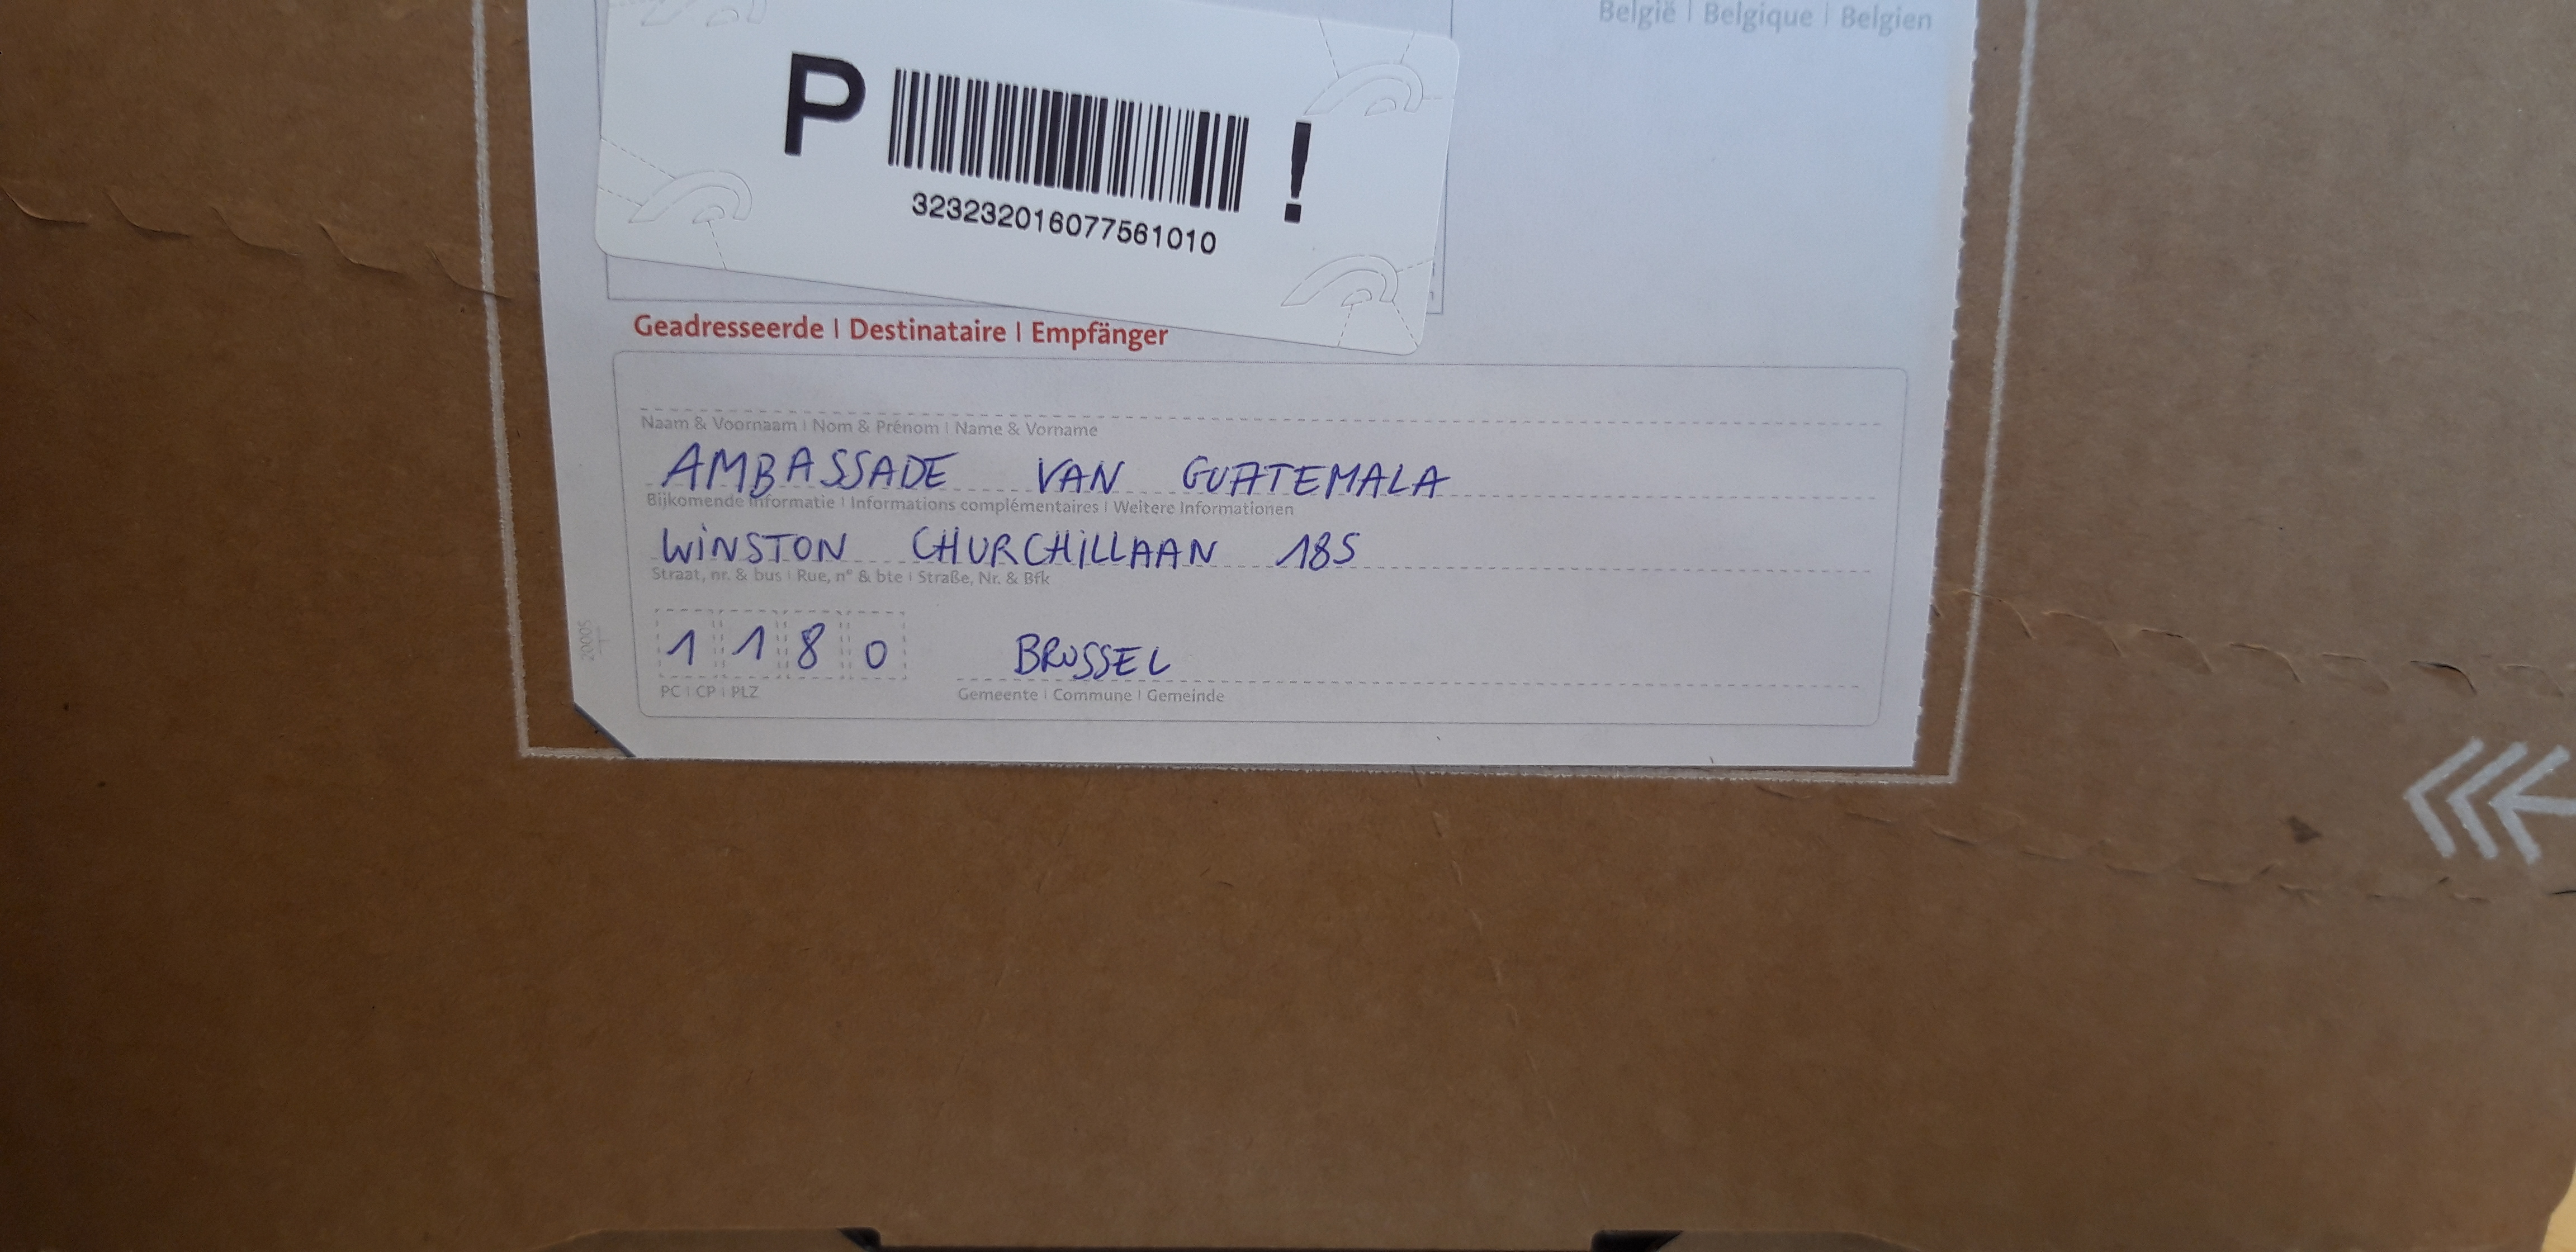 België | Belgique | Belgien
P !
323232016077561010
Geadresseerde | Destinataire | Empfänger
Naam & Voornaam | Nom & Prénom | Name & Vorname
AMBASSADE VAN GUATEMALA
Bijkomende Informatie | Informations complémentaires | Weitere Informationen
WINSTON CHURCHILLAAN 185
Straat, nr. & bus | Rue, n° & bte | Straße, Nr. & Bfk
1180 BRUSSEL
PC | CP | PLZ Gemeente | Commune | Gemeinde
20005